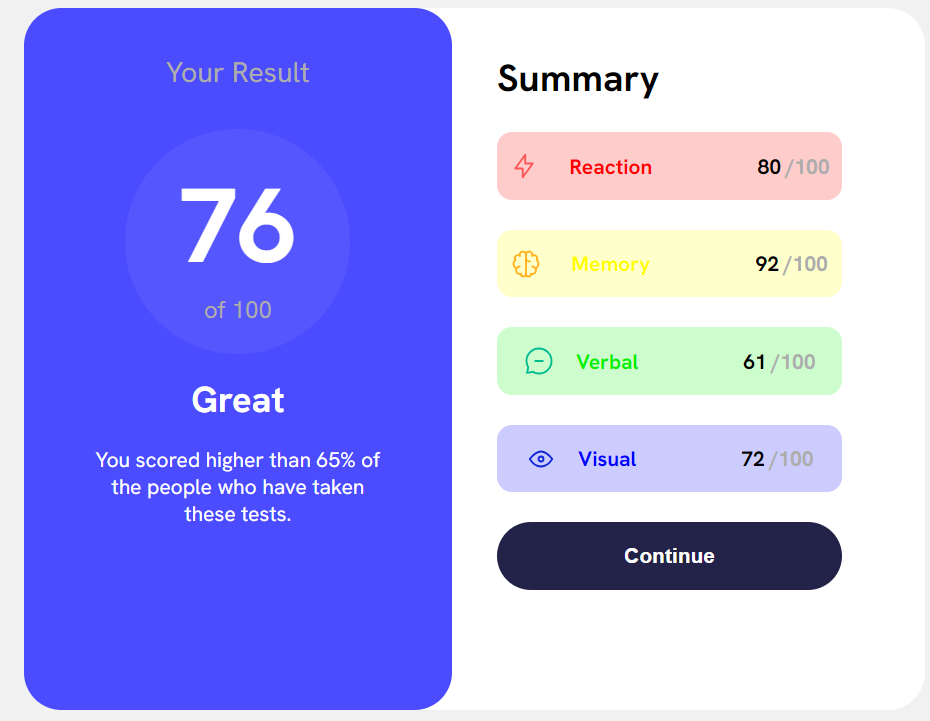 Your Result
76
of 100
Great
You scored higher than 65% of
the people who have taken
these tests.
Summary
Reaction 80 /100
Memory 92 /100
Verbal 61 /100
Visual 72 /100
Continue